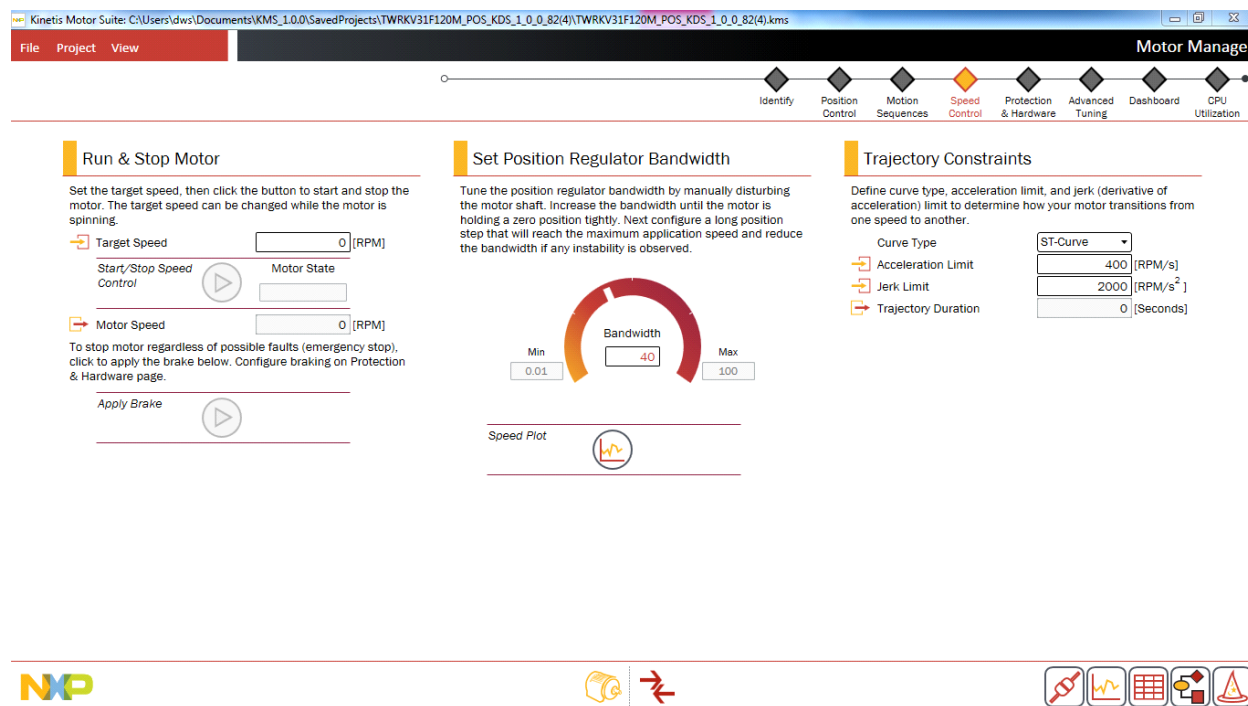 Kinetis Motor Suite: C:\Users\dws\Documents\KMS_1.0.0\SavedProjects\TWRKV31F120M_POS_KDS_1_0_0_82(4)\TWRKV31F120M_POS_KDS_1_0_0_82(4).kms
File Project View
Motor Manage
Identify
Position
Control
Motion
Sequences
Speed
Control
Protection
& Hardware
Advanced
Tuning
Dashboard
CPU
Utilization
Run & Stop Motor
Set the target speed, then click the button to start and stop the
motor. The target speed can be changed while the motor is
spinning.
Target Speed 0 [RPM]
Start/Stop Speed
Control
Motor State
Motor Speed 0 [RPM]
To stop motor regardless of possible faults (emergency stop),
click to apply the brake below. Configure braking on Protection
& Hardware page.
Apply Brake
Set Position Regulator Bandwidth
Tune the position regulator bandwidth by manually disturbing
the motor shaft. Increase the bandwidth until the motor is
holding a zero position tightly. Next configure a long position
step that will reach the maximum application speed and reduce
the bandwidth if any instability is observed.
Bandwidth
40
Min
0.01
Max
100
Speed Plot
Trajectory Constraints
Define curve type, acceleration limit, and jerk (derivative of
acceleration) limit to determine how your motor transitions from
one speed to another.
Curve Type ST-Curve
Acceleration Limit 400 [RPM/s]
Jerk Limit 2000 [RPM/s² ]
Trajectory Duration 0 [Seconds]
NXP